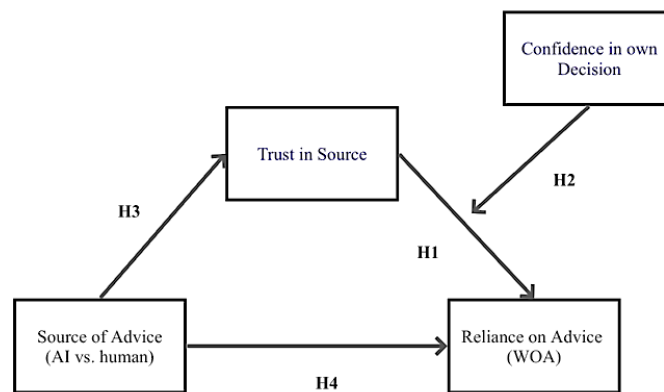 Confidence in own
Decision
Trust in Source
H2
H3
H1
Source of Advice
(AI vs. human)
Reliance on Advice
(WOA)
H4